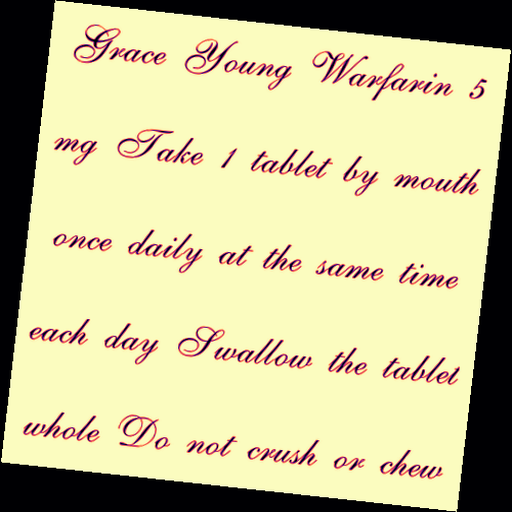 Grace Young Warfarin 5
mg Take 1 tablet by mouth
once daily at the same time
each day Swallow the tablet
whole Do not crush or chew